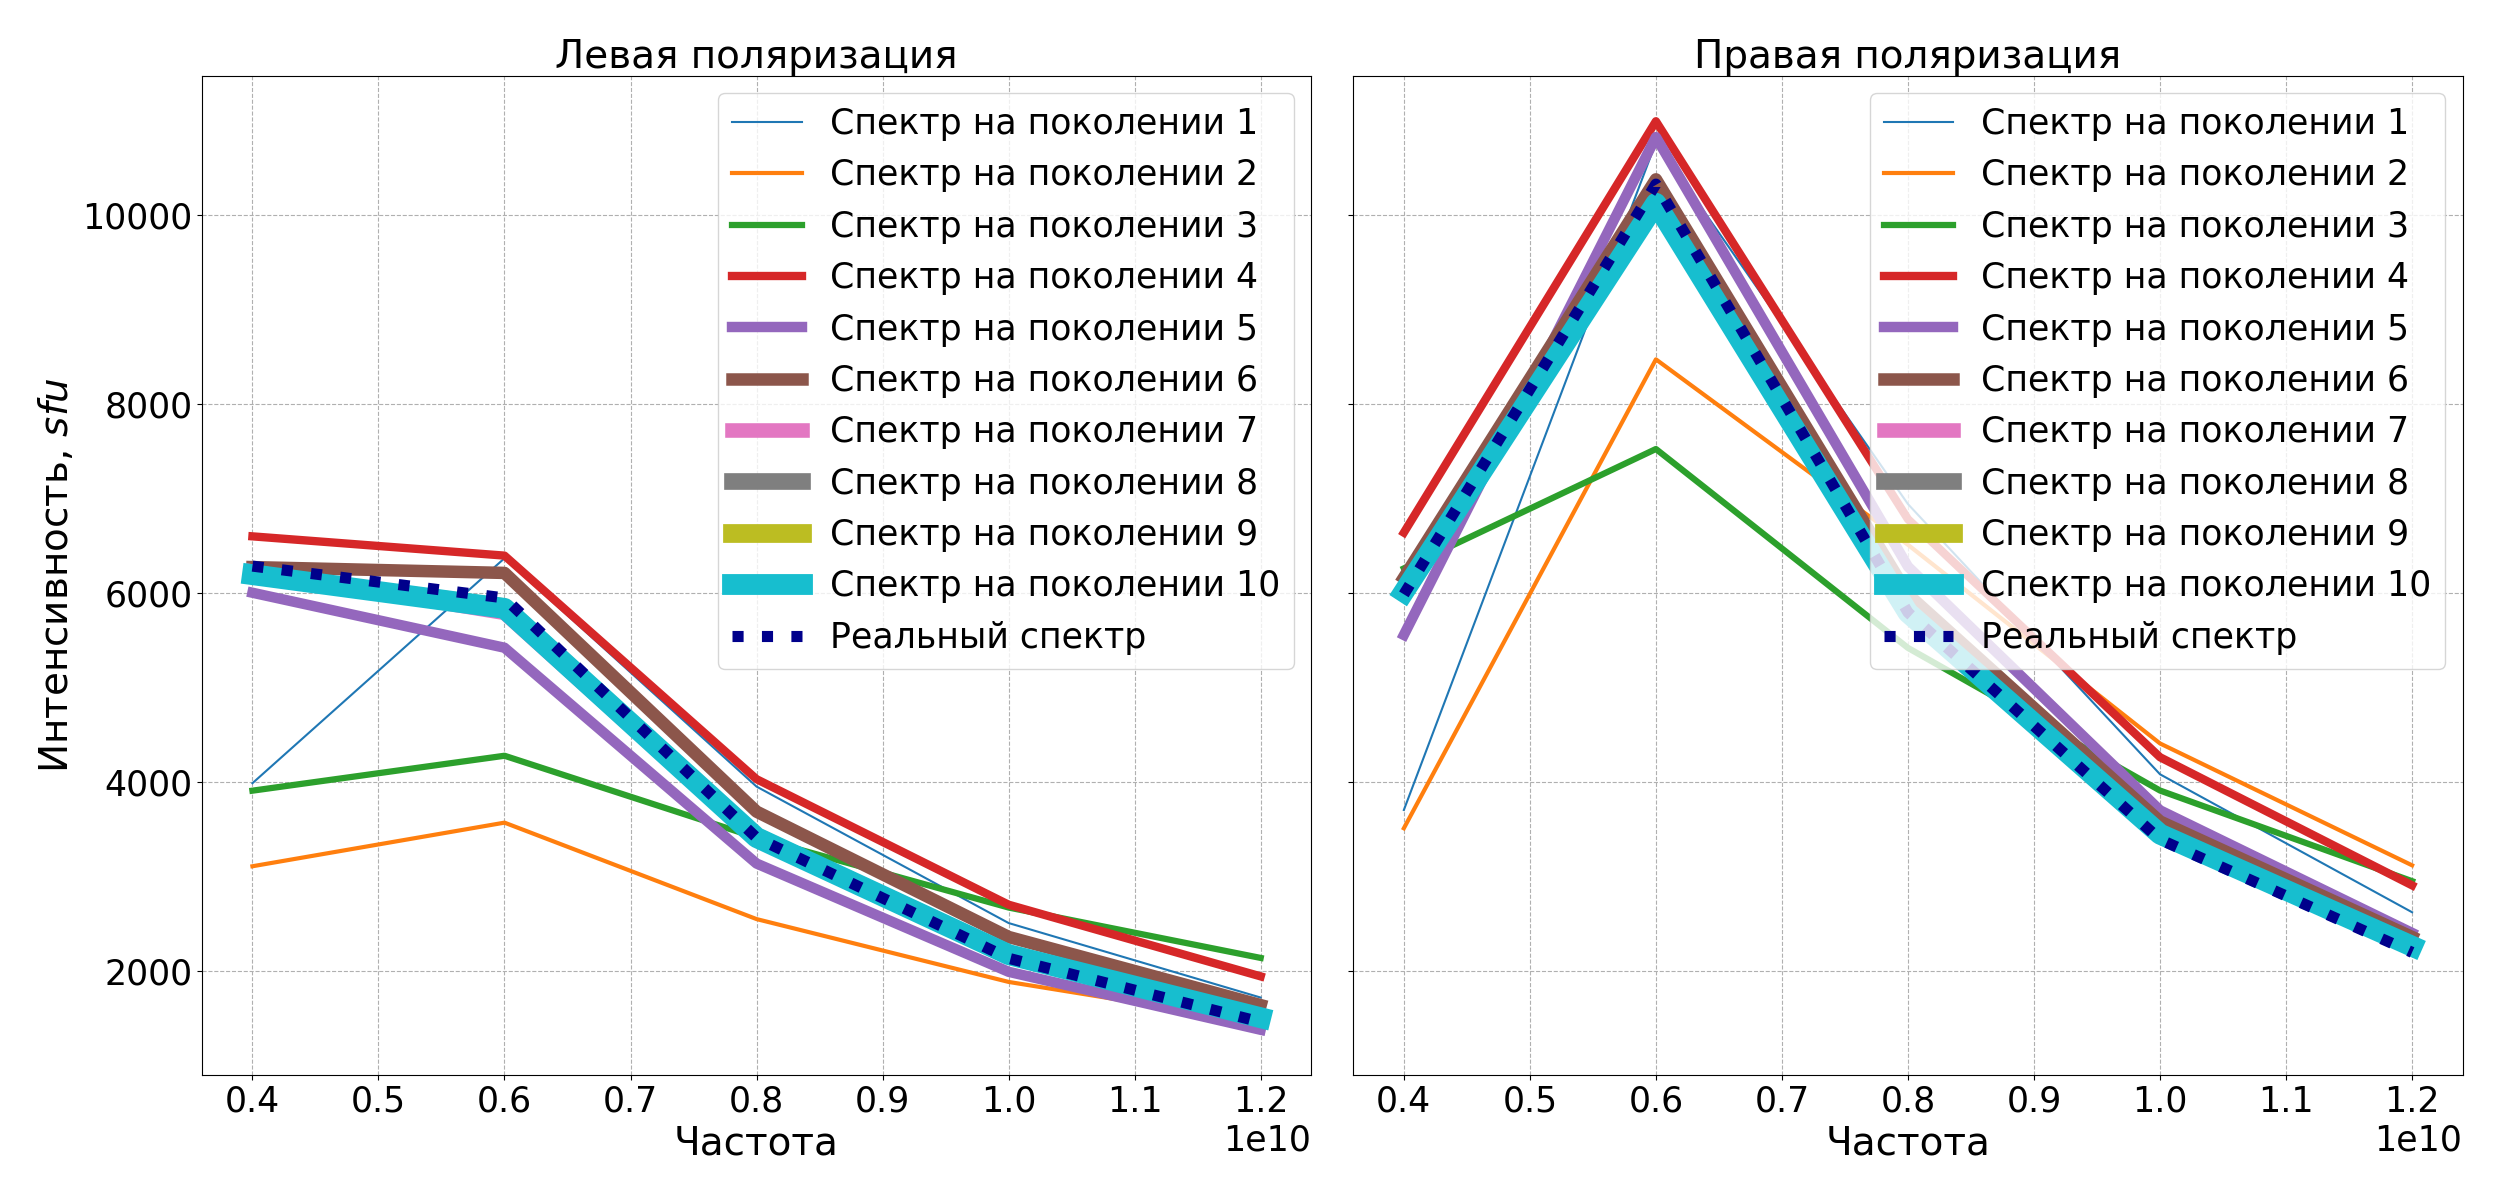 Левая поляризация
Интенсивность, sfu
10000
8000
6000
4000
2000
Спектр на поколении 1
Спектр на поколении 2
Спектр на поколении 3
Спектр на поколении 4
Спектр на поколении 5
Спектр на поколении 6
Спектр на поколении 7
Спектр на поколении 8
Спектр на поколении 9
Спектр на поколении 10
Реальный спектр
0.4 0.5 0.6 0.7 0.8 0.9 1.0 1.1 1.2
1e10
Частота
Правая поляризация
Спектр на поколении 1
Спектр на поколении 2
Спектр на поколении 3
Спектр на поколении 4
Спектр на поколении 5
Спектр на поколении 6
Спектр на поколении 7
Спектр на поколении 8
Спектр на поколении 9
Спектр на поколении 10
Реальный спектр
0.4 0.5 0.6 0.7 0.8 0.9 1.0 1.1 1.2
1e10
Частота